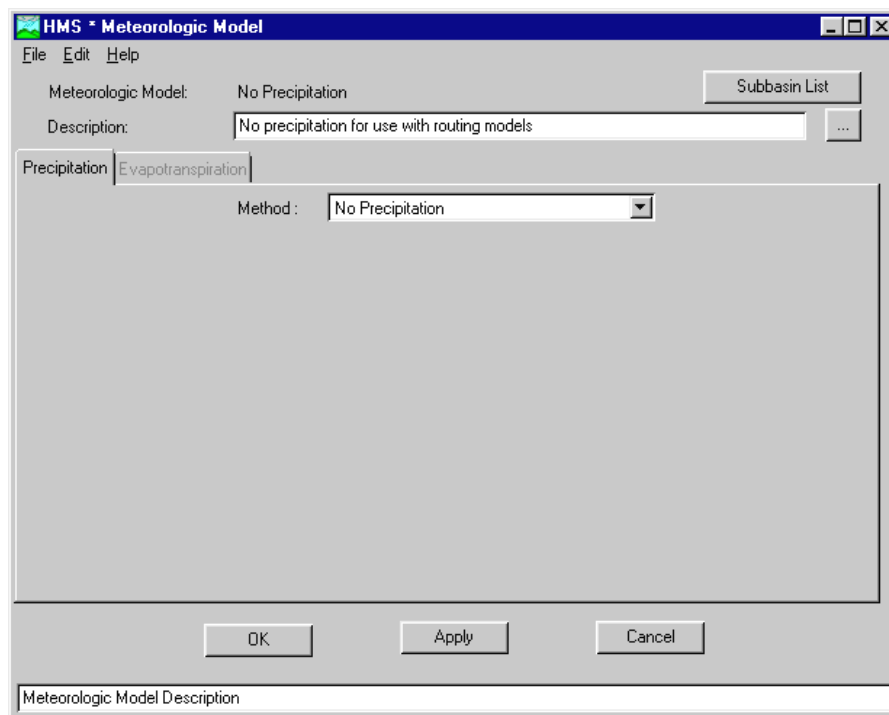 HMS * Meteorologic Model
File Edit Help
Meteorologic Model: No Precipitation Subbasin List
Description: No precipitation for use with routing models ...
Precipitation Evapotranspiration
Method : No Precipitation
OK Apply Cancel
Meteorologic Model Description